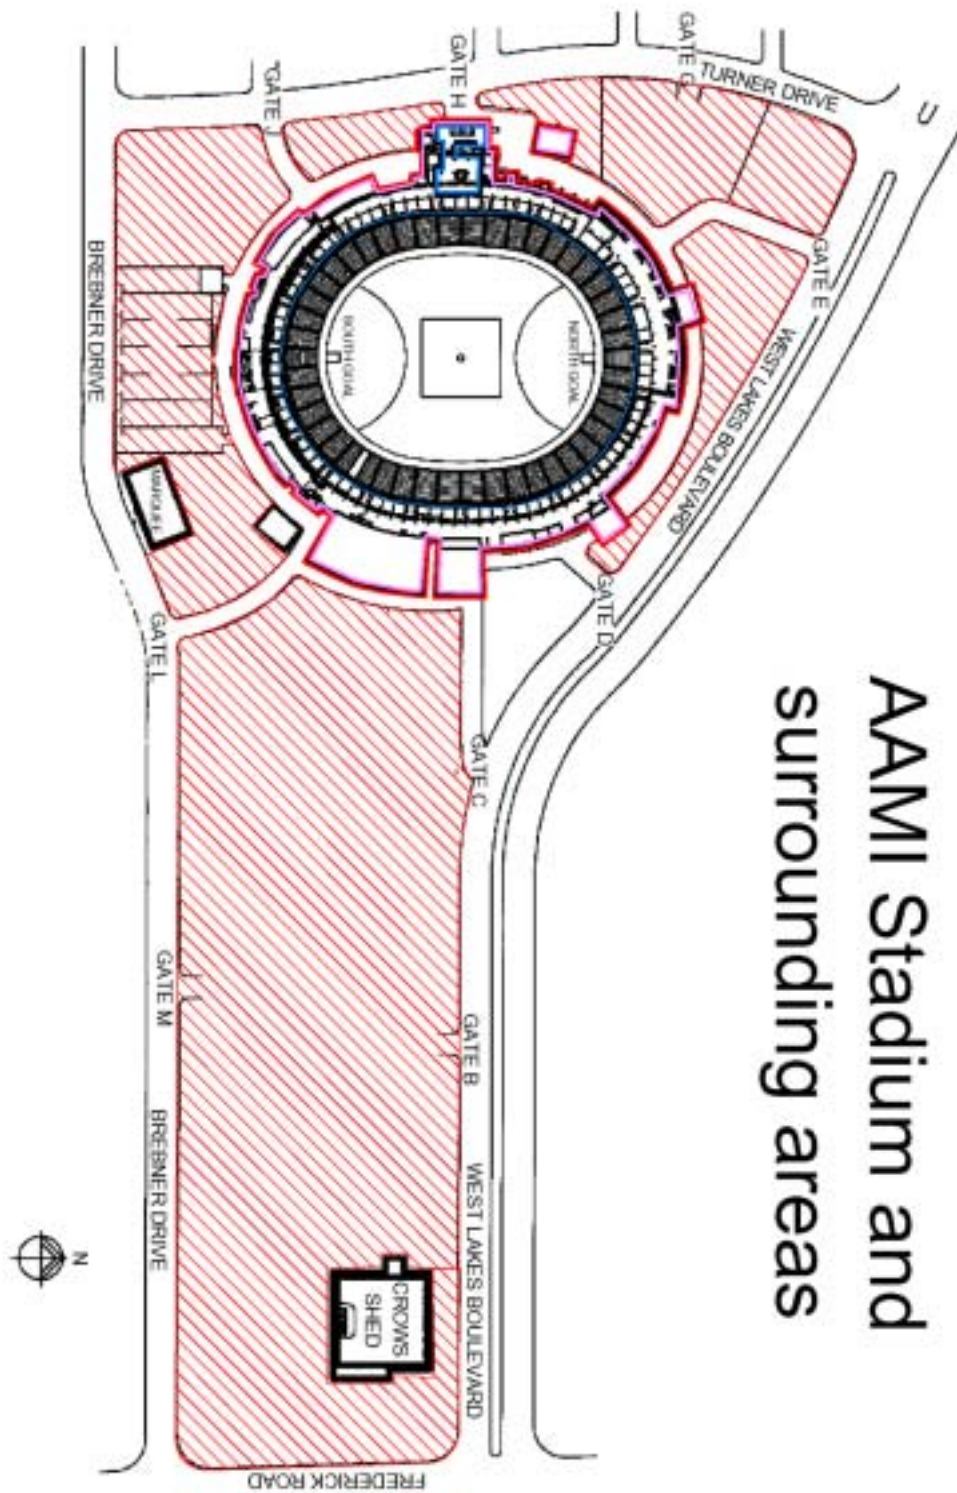 AAMI Stadium and
surrounding areas
TURNER DRIVE
GATE G
GATE H
GATE J
GATE E
WEST LAKES BOULEVARD
BREBNER DRIVE
SOUTH GOAL
NORTH GOAL
MARQUEE
GATE D
GATE L
GATE C
GATE M
GATE B
BREBNER DRIVE
WEST LAKES BOULEVARD
CROWS
SHED
FREDERICK ROAD
N